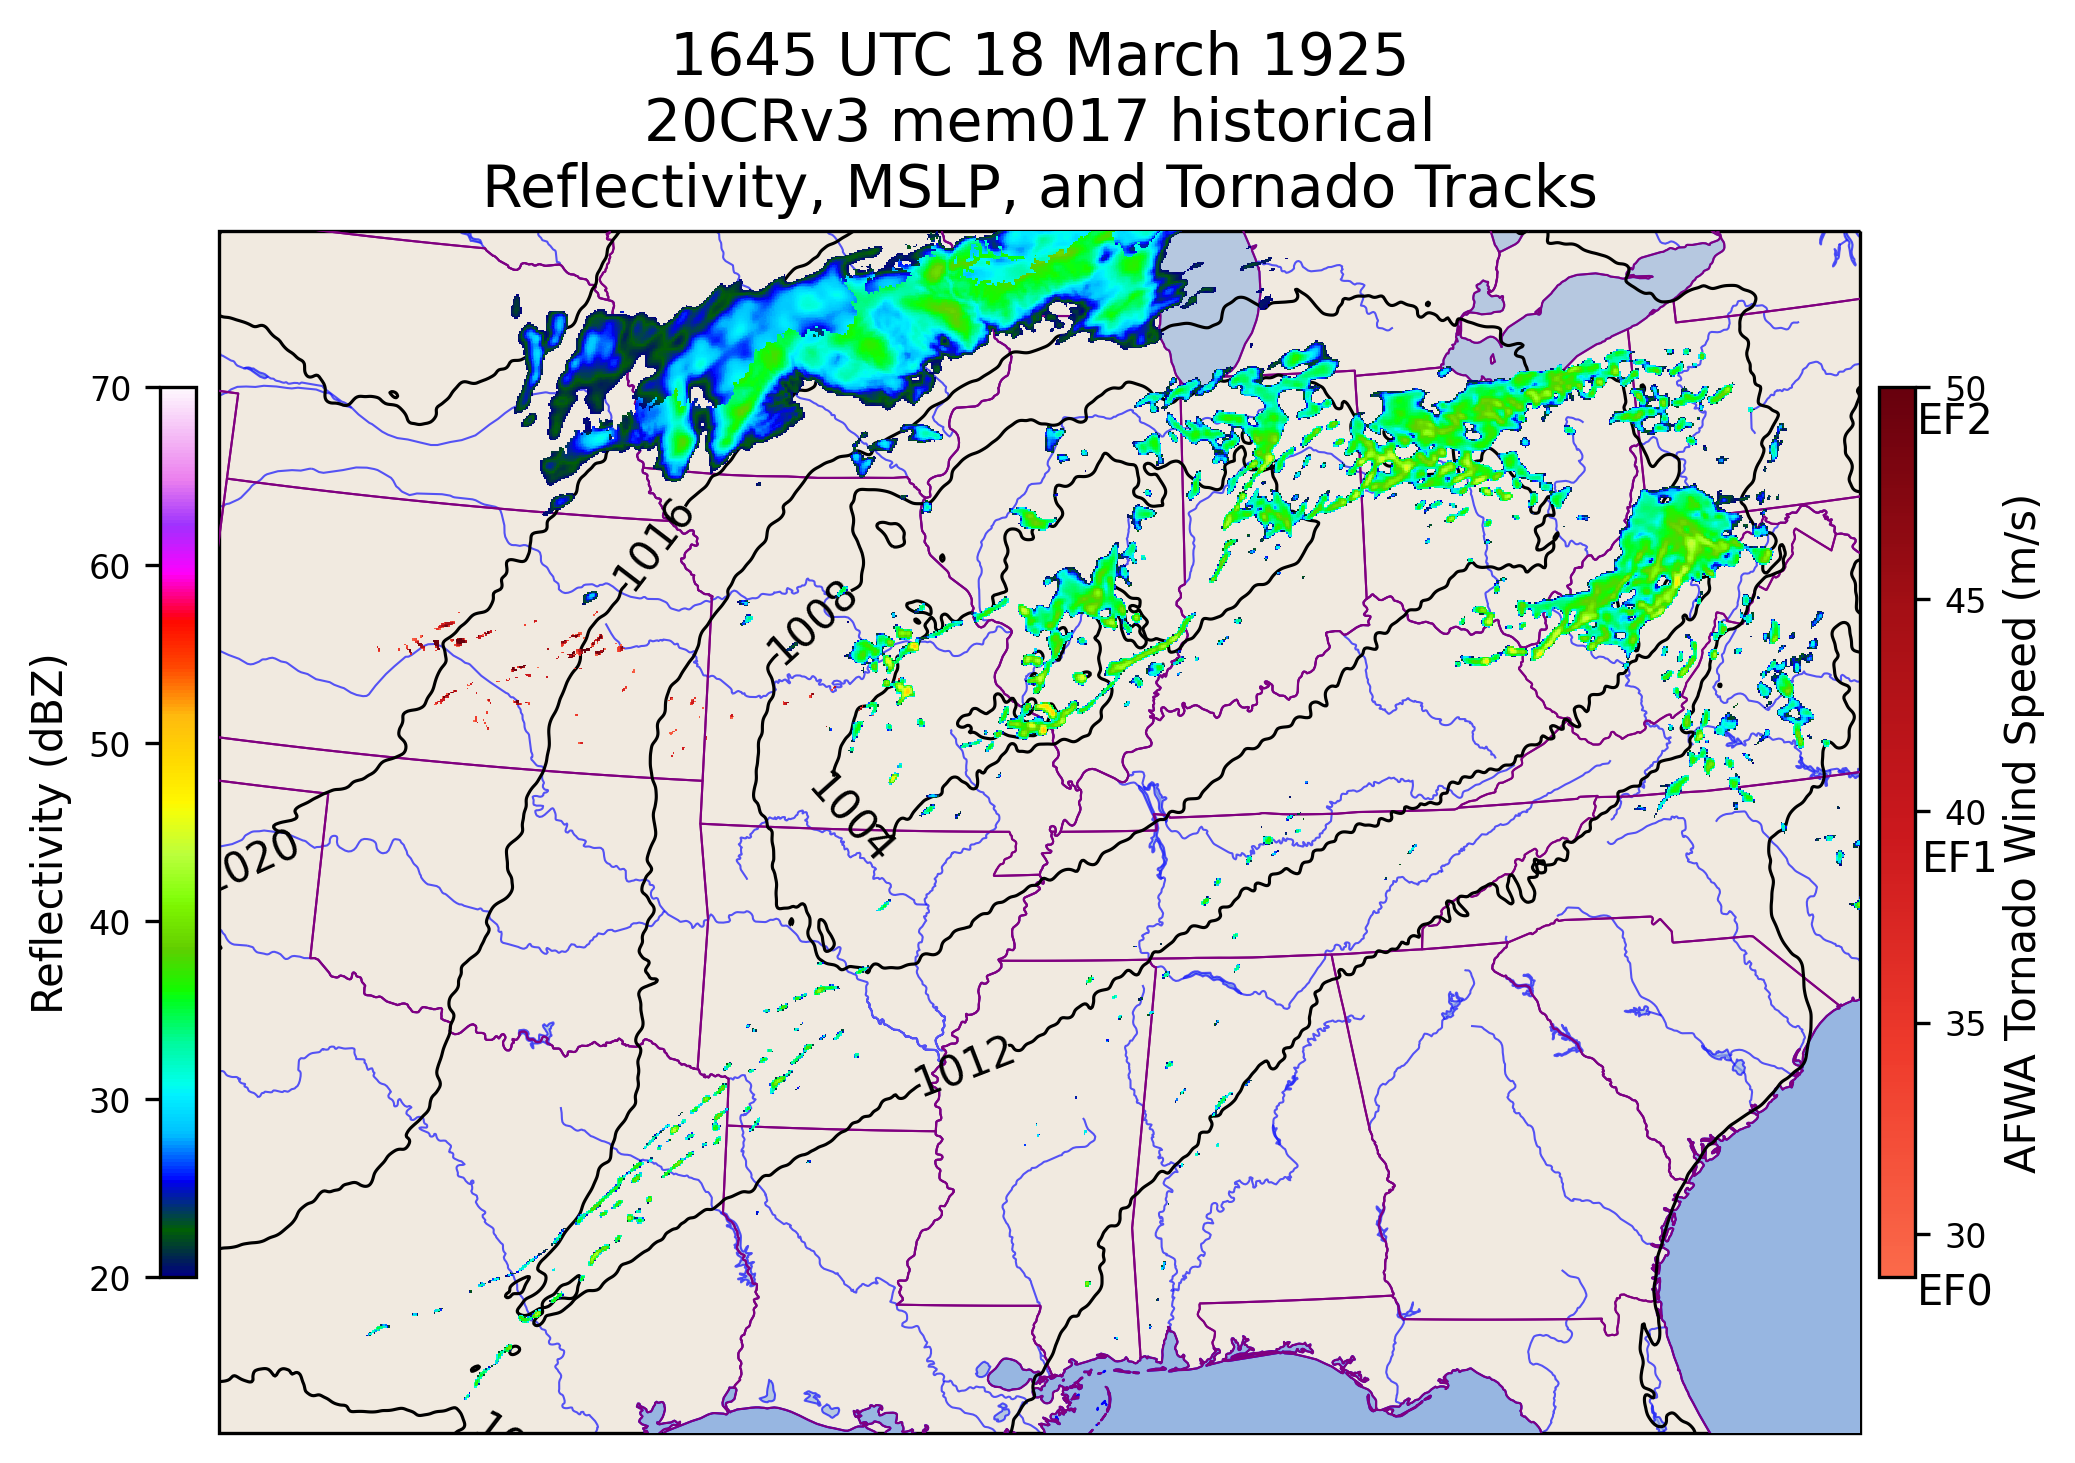 1645 UTC 18 March 1925
20CRv3 mem017 historical
Reflectivity, MSLP, and Tornado Tracks
70
60
50
40
30
20
Reflectivity (dBZ)
1016
1008
1004
1020
1012
50
EF2
45
40
EF1
35
30
EF0
AFWA Tornado Wind Speed (m/s)